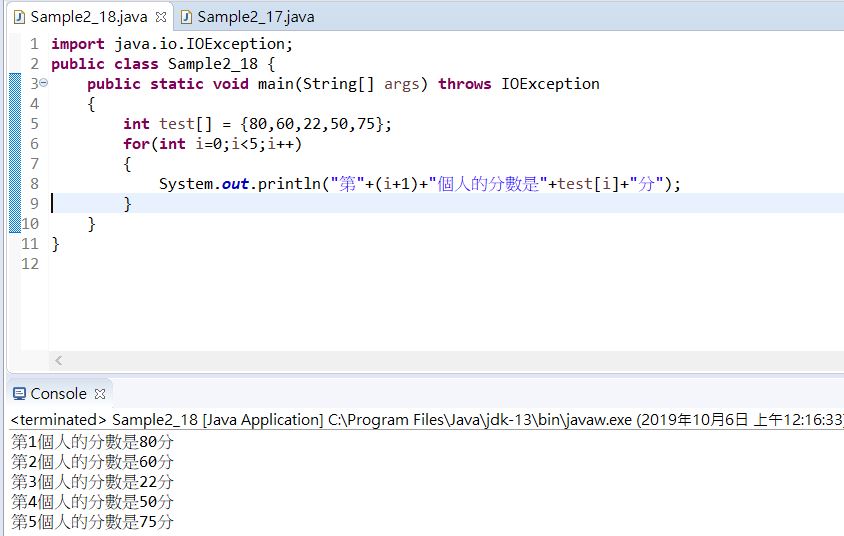 Sample2_18.java Sample2_17.java
1 import java.io.IOException;
2 public class Sample2_18 {
3 public static void main(String[] args) throws IOException
4 {
5 int test[] = {80,60,22,50,75};
6 for(int i=0;i<5;i++)
7 {
8 System.out.println("第"+(i+1)+"個人的分數是"+test[i]+"分");
9 }
10 }
11 }
12
Console
<terminated> Sample2_18 [Java Application] C:\Program Files\Java\jdk-13\bin\javaw.exe (2019年10月6日 上午12:16:33)
第1個人的分數是80分
第2個人的分數是60分
第3個人的分數是22分
第4個人的分數是50分
第5個人的分數是75分